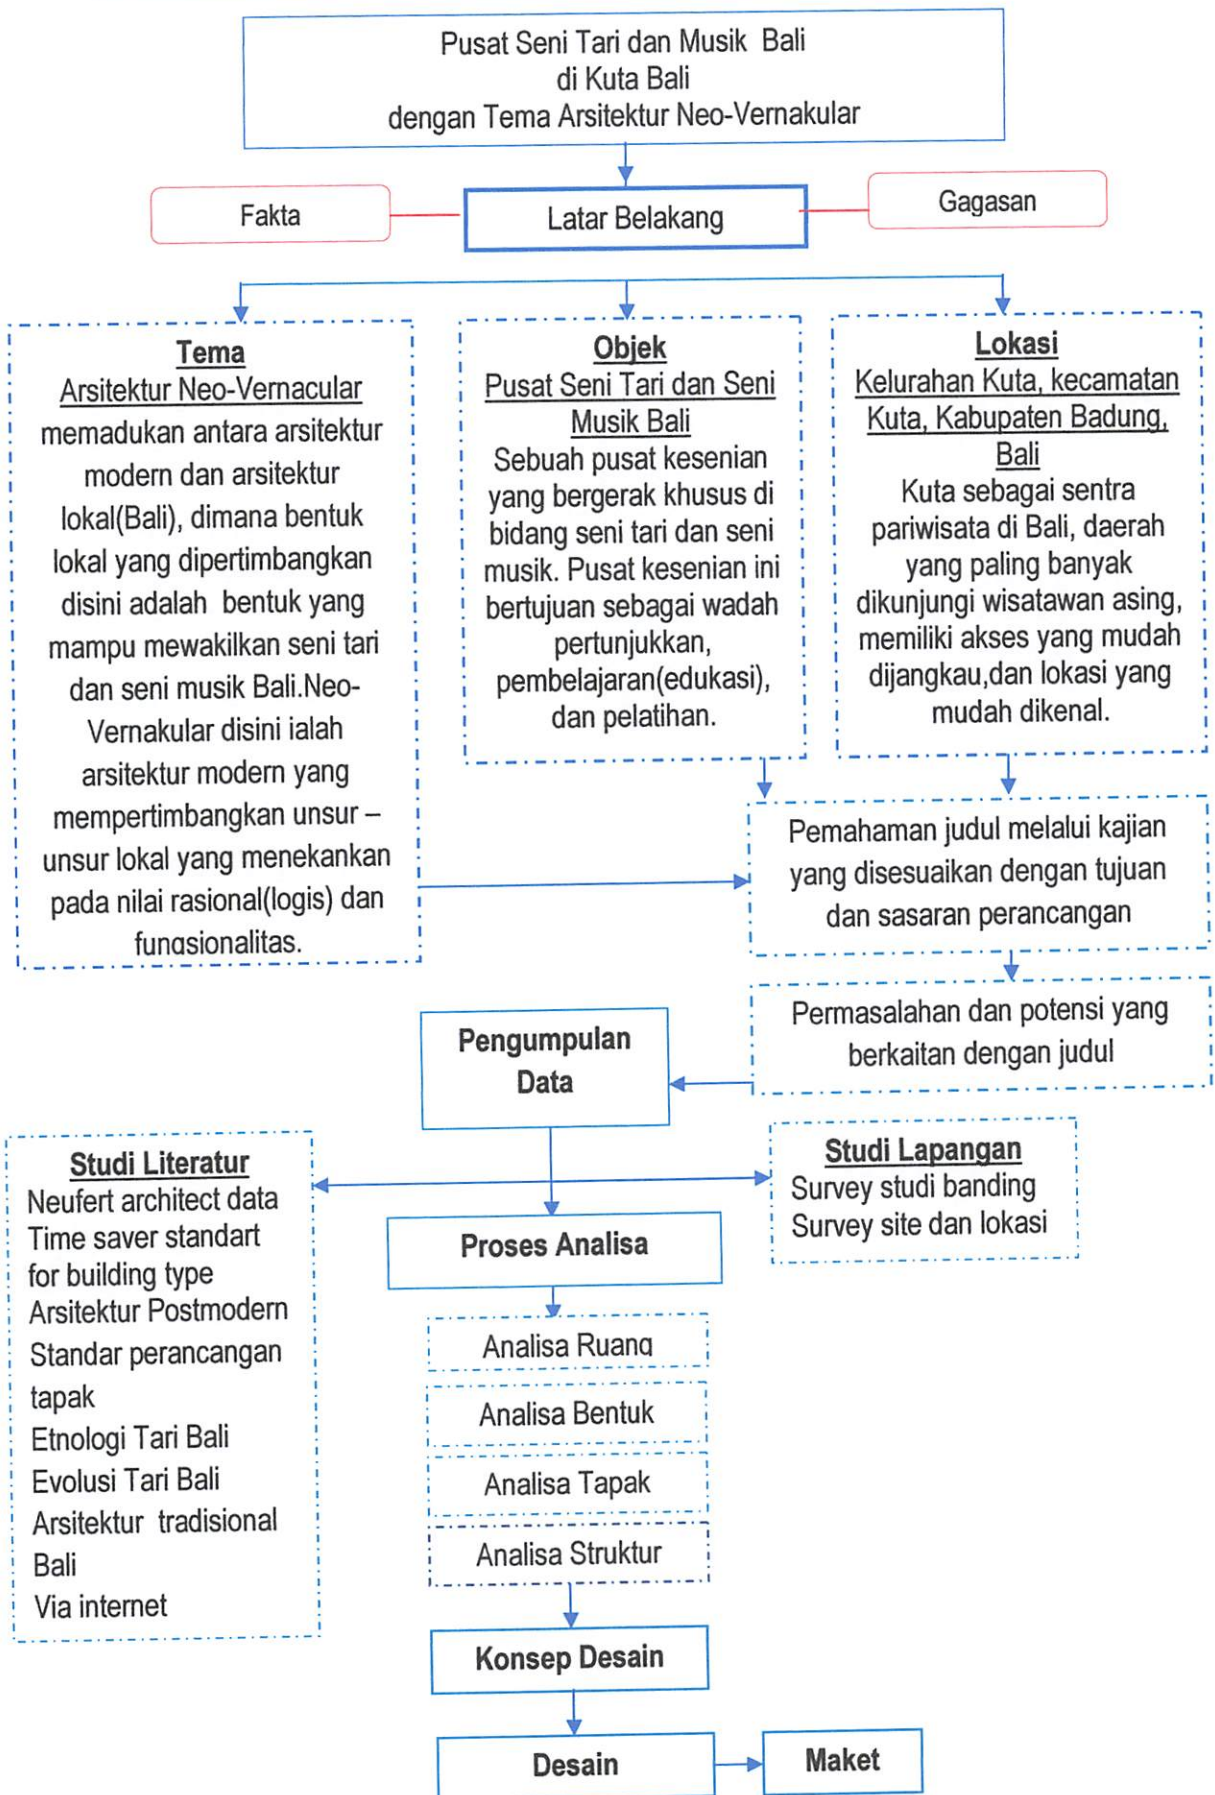 Pusat Seni Tari dan Musik Bali
di Kuta Bali
dengan Tema Arsitektur Neo-Vernakular
Fakta
Latar Belakang
Gagasan
Tema
Arsitektur Neo-Vernacular
memadukan antara arsitektur
modern dan arsitektur
lokal(Bali), dimana bentuk
lokal yang dipertimbangkan
disini adalah bentuk yang
mampu mewakilkan seni tari
dan seni musik Bali.Neo-
Vernakular disini ialah
arsitektur modern yang
mempertimbangkan unsur –
unsur lokal yang menekankan
pada nilai rasional(logis) dan
fungsionalitas.
Objek
Pusat Seni Tari dan Seni
Musik Bali
Sebuah pusat kesenian
yang bergerak khusus di
bidang seni tari dan seni
musik. Pusat kesenian ini
bertujuan sebagai wadah
pertunjukkan,
pembelajaran(edukasi),
dan pelatihan.
Lokasi
Kelurahan Kuta, kecamatan
Kuta, Kabupaten Badung,
Bali
Kuta sebagai sentra
pariwisata di Bali, daerah
yang paling banyak
dikunjungi wisatawan asing,
memiliki akses yang mudah
dijangkau,dan lokasi yang
mudah dikenal.
Pemahaman judul melalui kajian
yang disesuaikan dengan tujuan
dan sasaran perancangan
Permasalahan dan potensi yang
berkaitan dengan judul
Pengumpulan
Data
Studi Literatur
Neufert architect data
Time saver standart
for building type
Arsitektur Postmodern
Standar perancangan
tapak
Etnologi Tari Bali
Evolusi Tari Bali
Arsitektur tradisional
Bali
Via internet
Studi Lapangan
Survey studi banding
Survey site dan lokasi
Proses Analisa
Analisa Ruang
Analisa Bentuk
Analisa Tapak
Analisa Struktur
Konsep Desain
Desain
Maket